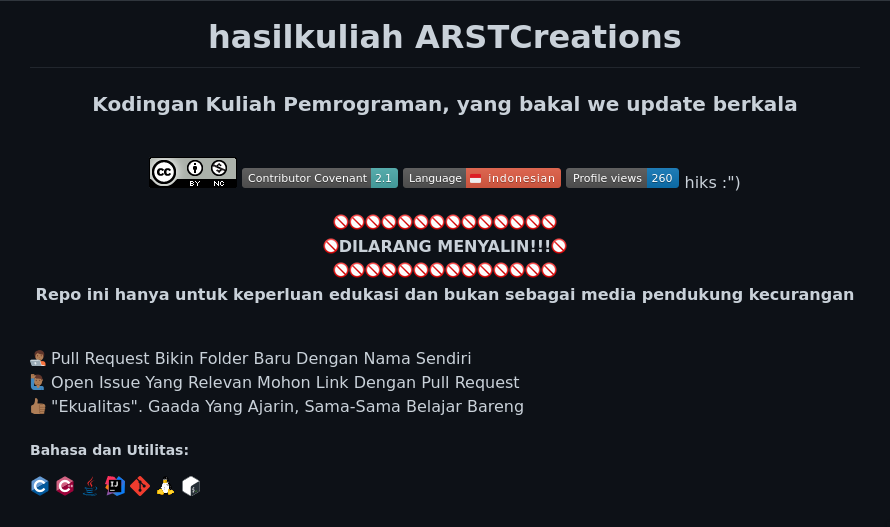 hasilkuliah ARSTCreations
Kodingan Kuliah Pemrograman, yang bakal we update berkala
cc BY NC Contributor Covenant 2.1 Language indonesian Profile views 260 hiks :")
DILARANG MENYALIN!!!
Repo ini hanya untuk keperluan edukasi dan bukan sebagai media pendukung kecurangan
Pull Request Bikin Folder Baru Dengan Nama Sendiri
Open Issue Yang Relevan Mohon Link Dengan Pull Request
"Ekualitas". Gaada Yang Ajarin, Sama-Sama Belajar Bareng
Bahasa dan Utilitas:
C C IJ